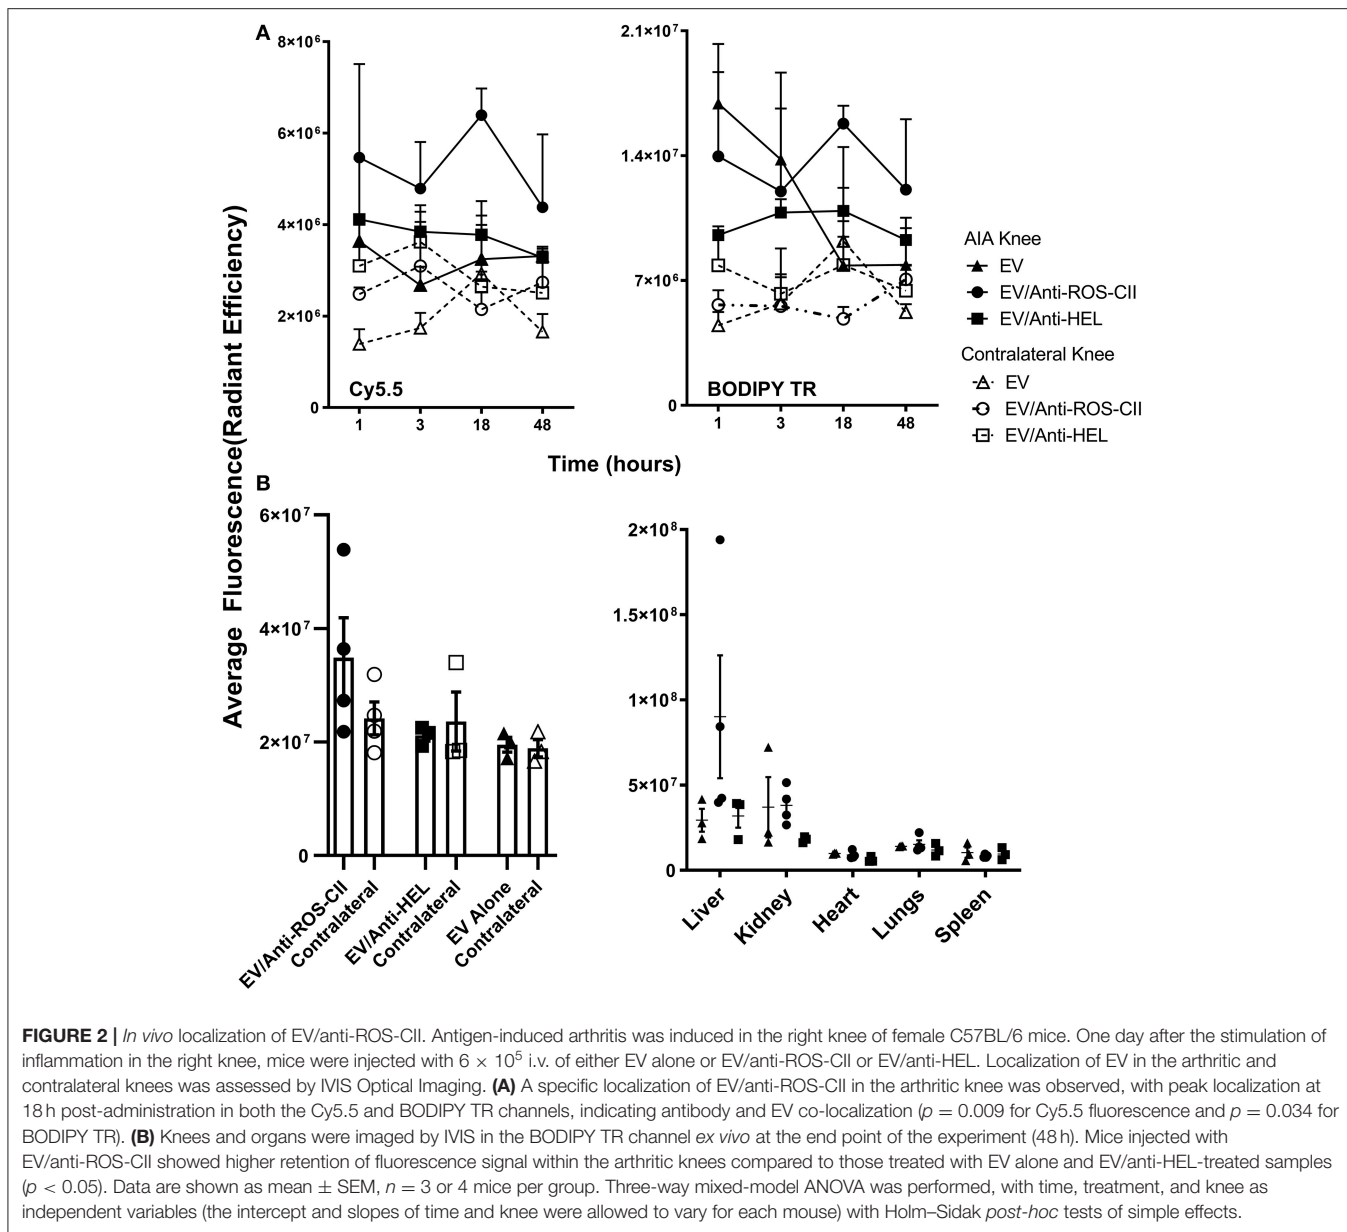 A
8×10⁶
6×10⁶
4×10⁶
2×10⁶
0
Cy5.5
1 3 18 48
2.1×10⁷
1.4×10⁷
7×10⁶
0
BODIPY TR
1 3 18 48
AIA Knee
EV
EV/Anti-ROS-CII
EV/Anti-HEL
Contralateral Knee
EV
EV/Anti-ROS-CII
EV/Anti-HEL
Time (hours)
Average Fluorescence(Radiant Efficiency)
B
6×10⁷
4×10⁷
2×10⁷
0
EV/Anti-ROS-CII
Contralateral
EV/Anti-HEL
Contralateral
EV Alone
Contralateral
2×10⁸
1.5×10⁸
1×10⁸
5×10⁷
0
Liver
Kidney
Heart
Lungs
Spleen
FIGURE 2 | In vivo localization of EV/anti-ROS-CII. Antigen-induced arthritis was induced in the right knee of female C57BL/6 mice. One day after the stimulation of
inflammation in the right knee, mice were injected with 6 × 10⁵ i.v. of either EV alone or EV/anti-ROS-CII or EV/anti-HEL. Localization of EV in the arthritic and
contralateral knees was assessed by IVIS Optical Imaging. (A) A specific localization of EV/anti-ROS-CII in the arthritic knee was observed, with peak localization at
18 h post-administration in both the Cy5.5 and BODIPY TR channels, indicating antibody and EV co-localization (p = 0.009 for Cy5.5 fluorescence and p = 0.034 for
BODIPY TR). (B) Knees and organs were imaged by IVIS in the BODIPY TR channel ex vivo at the end point of the experiment (48 h). Mice injected with
EV/anti-ROS-CII showed higher retention of fluorescence signal within the arthritic knees compared to those treated with EV alone and EV/anti-HEL-treated samples
(p < 0.05). Data are shown as mean ± SEM, n = 3 or 4 mice per group. Three-way mixed-model ANOVA was performed, with time, treatment, and knee as
independent variables (the intercept and slopes of time and knee were allowed to vary for each mouse) with Holm–Sidak post-hoc tests of simple effects.